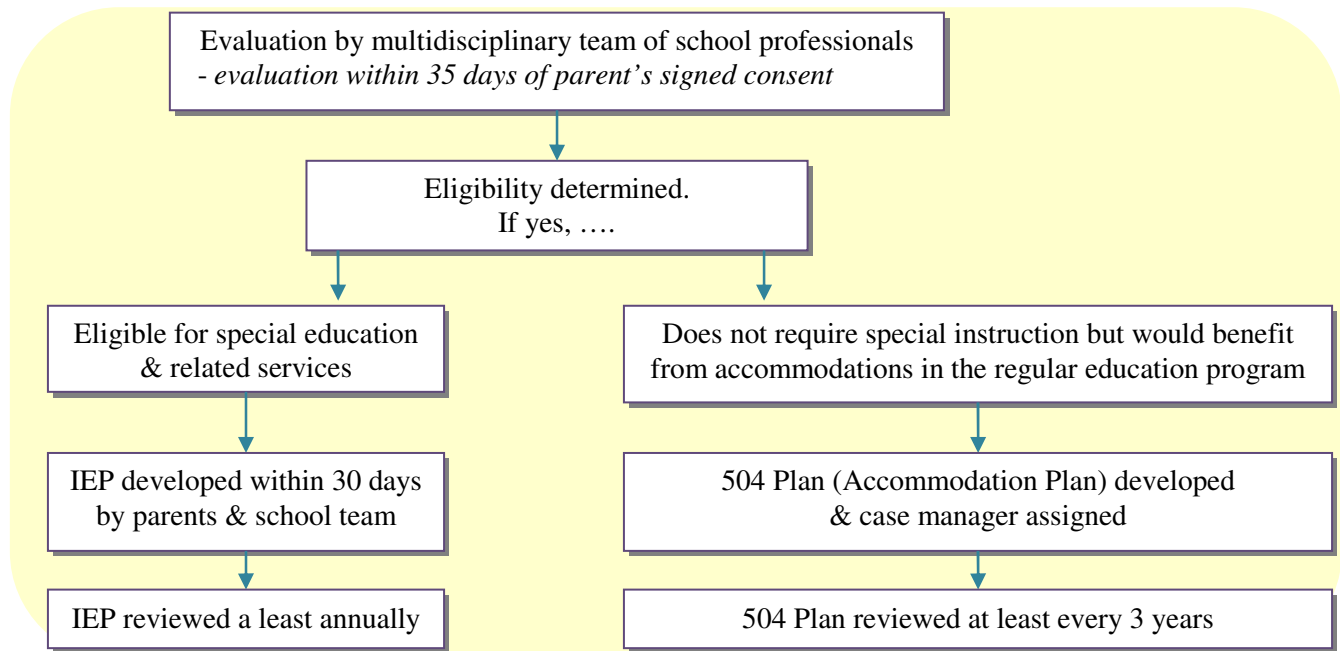 Evaluation by multidisciplinary team of school professionals
- evaluation within 35 days of parent’s signed consent
Eligibility determined.
If yes, ….
Eligible for special education
& related services
Does not require special instruction but would benefit
from accommodations in the regular education program
IEP developed within 30 days
by parents & school team
504 Plan (Accommodation Plan) developed
& case manager assigned
IEP reviewed a least annually
504 Plan reviewed at least every 3 years